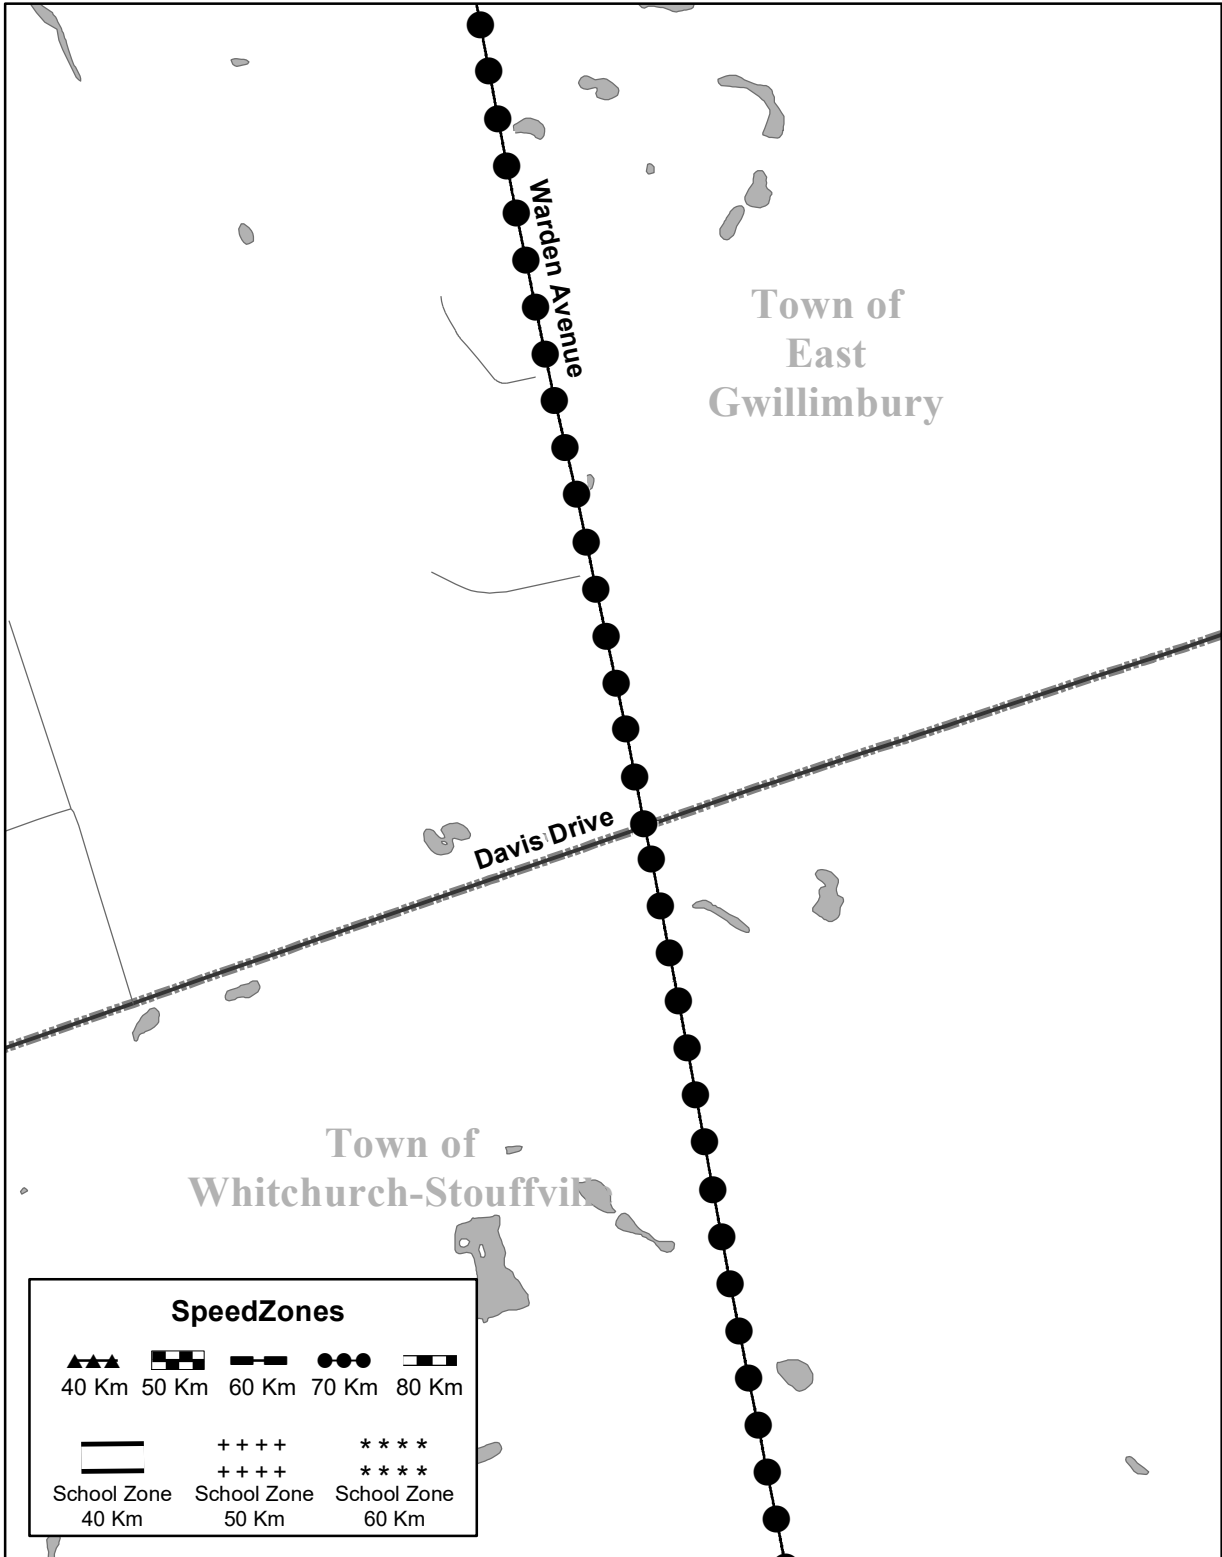 Warden Avenue
Town of
East
Gwillimbury
Davis Drive
Town of
Whitchurch-Stouffville
SpeedZones
40 Km 50 Km 60 Km 70 Km 80 Km
School Zone School Zone School Zone
40 Km 50 Km 60 Km